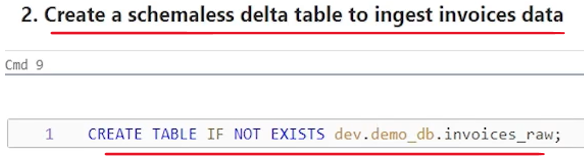 2. Create a schemaless delta table to ingest invoices data
Cmd 9
1 CREATE TABLE IF NOT EXISTS dev.demo_db.invoices_raw;